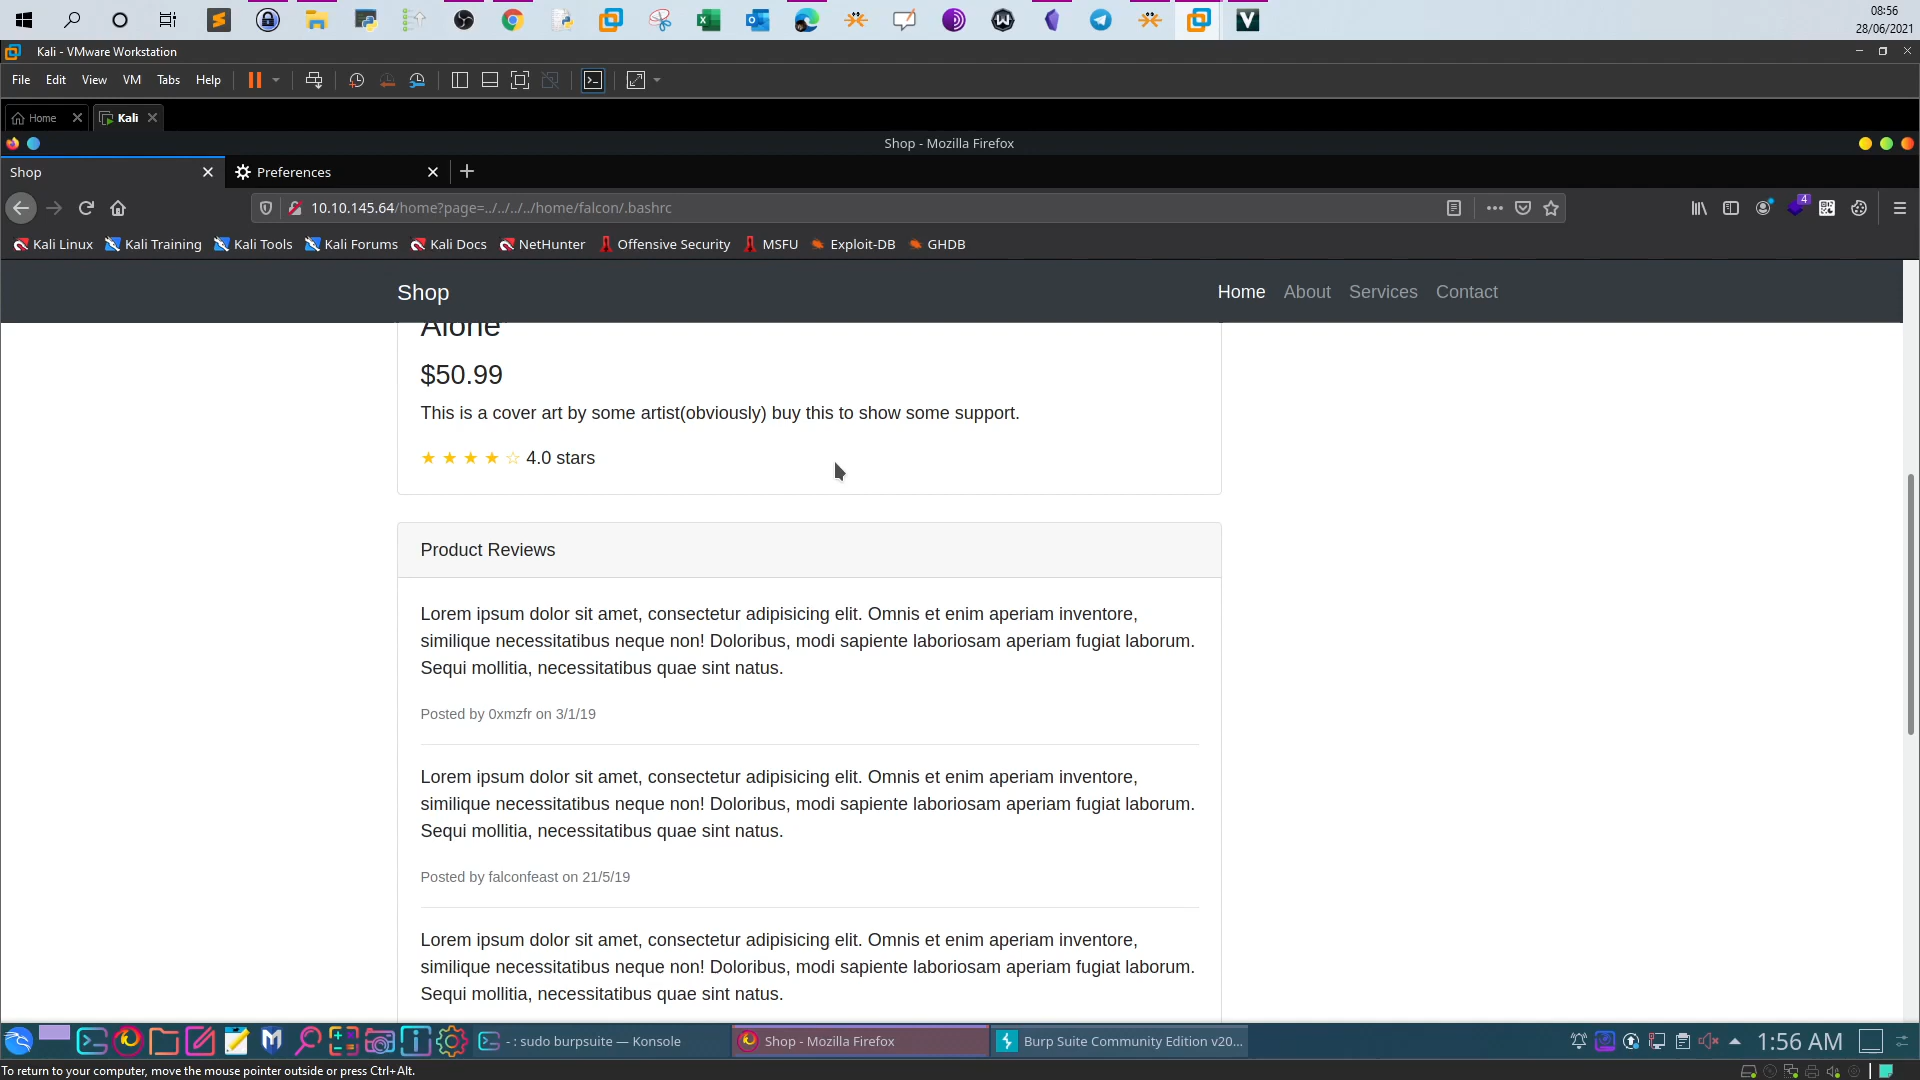 08:56
28/06/2021
Kali - VMware Workstation
File Edit View VM Tabs Help
Home Kali
Shop - Mozilla Firefox
Shop Preferences
10.10.145.64/home?page=../../../../home/falcon/.bashrc
4
Kali Linux Kali Training Kali Tools Kali Forums Kali Docs NetHunter Offensive Security MSFU Exploit-DB GHDB
Shop Home About Services Contact
Alone"
$50.99
This is a cover art by some artist(obviously) buy this to show some support.
★ ★ ★ ★ ☆ 4.0 stars
Product Reviews
Lorem ipsum dolor sit amet, consectetur adipisicing elit. Omnis et enim aperiam inventore,
similique necessitatibus neque non! Doloribus, modi sapiente laboriosam aperiam fugiat laborum.
Sequi mollitia, necessitatibus quae sint natus.
Posted by 0xmzfr on 3/1/19
Lorem ipsum dolor sit amet, consectetur adipisicing elit. Omnis et enim aperiam inventore,
similique necessitatibus neque non! Doloribus, modi sapiente laboriosam aperiam fugiat laborum.
Sequi mollitia, necessitatibus quae sint natus.
Posted by falconfeast on 21/5/19
Lorem ipsum dolor sit amet, consectetur adipisicing elit. Omnis et enim aperiam inventore,
similique necessitatibus neque non! Doloribus, modi sapiente laboriosam aperiam fugiat laborum.
Sequi mollitia, necessitatibus quae sint natus.
- : sudo burpsuite — Konsole Shop - Mozilla Firefox Burp Suite Community Edition v20... 1:56 AM
To return to your computer, move the mouse pointer outside or press Ctrl+Alt.